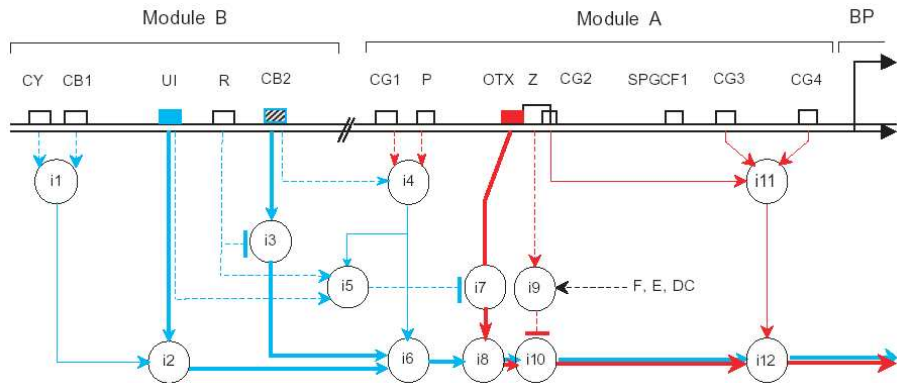 Module B Module A BP
CY CB1 UI R CB2 CG1 P OTX Z CG2 SPGCF1 CG3 CG4
i1 i4 i11
i3
i5 i7 i9 F, E, DC
i2 i6 i8 i10 i12